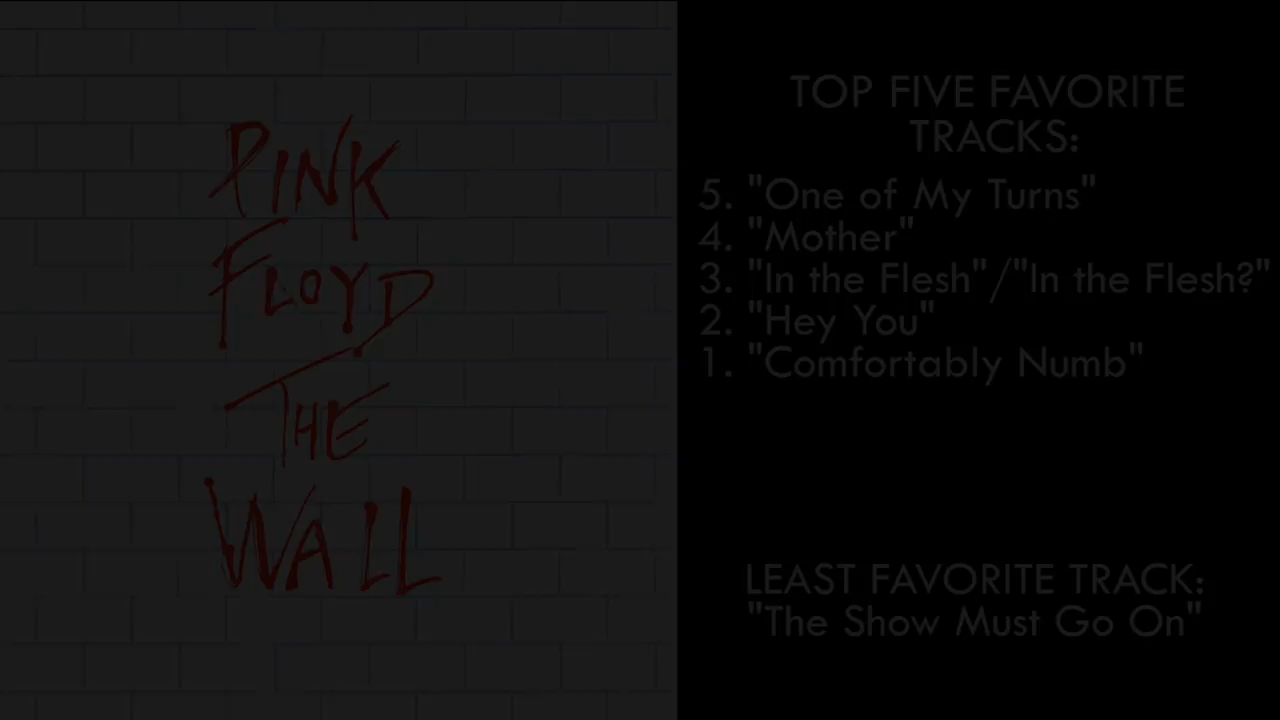 PINK
FLOYD
THE
WALL
TOP FIVE FAVORITE
TRACKS:
5. "One of My Turns"
4. "Mother"
3. "In the Flesh"/"In the Flesh?"
2. "Hey You"
1. "Comfortably Numb"
LEAST FAVORITE TRACK:
"The Show Must Go On"